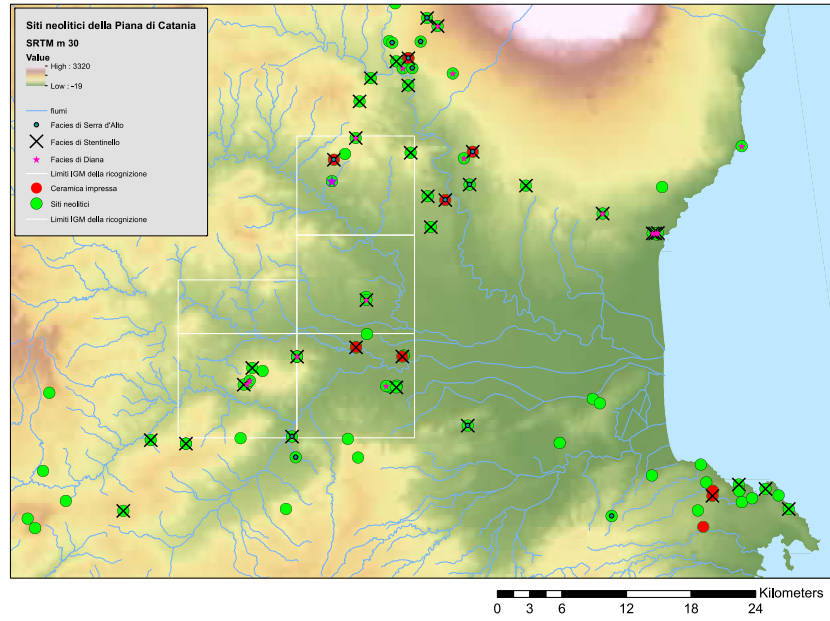 Siti neolitici della Piana di Catania
SRTM m 30
Value
High : 3320
Low : -19
fiumi
Facies di Serra d'Alto
Facies di Stentinello
Facies di Diana
Limiti IGM della ricognizione
Ceramica impressa
Siti neolitici
Limiti IGM della ricognizione
Kilometers
0 3 6 12 18 24